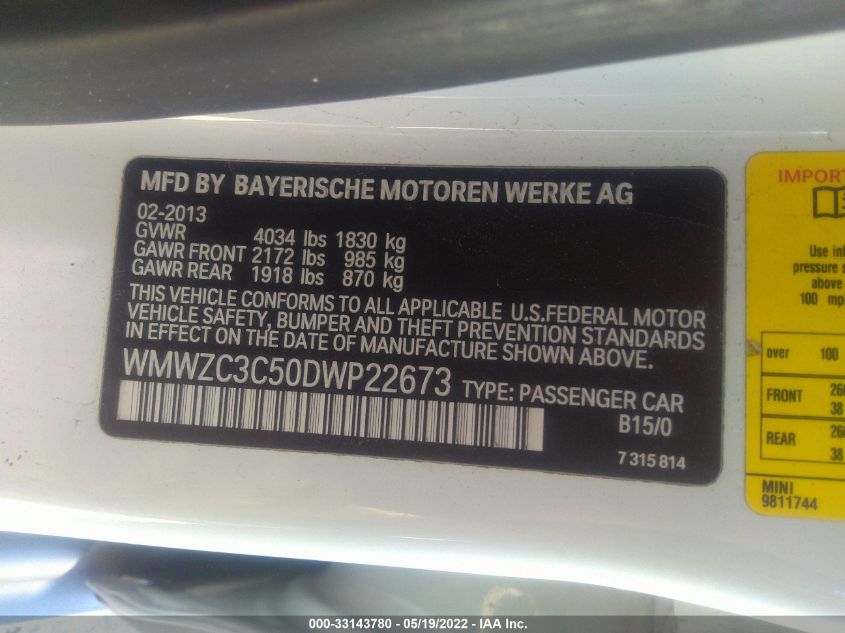 MFD BY BAYERISCHE MOTOREN WERKE AG
02-2013
GVWR 4034 lbs 1830 kg
GAWR FRONT 2172 lbs 985 kg
GAWR REAR 1918 lbs 870 kg
THIS VEHICLE CONFORMS TO ALL APPLICABLE U.S.FEDERAL MOTOR
VEHICLE SAFETY, BUMPER AND THEFT PREVENTION STANDARDS
IN EFFECT ON THE DATE OF MANUFACTURE SHOWN ABOVE.
WMWZC3C50DWP22673 TYPE: PASSENGER CAR
B15/0
7 315 814
Use
pressure
above
100
over 100
FRONT
38
REAR
38
MINI
9811744
000-33143780 - 05/19/2022 - IAA Inc.